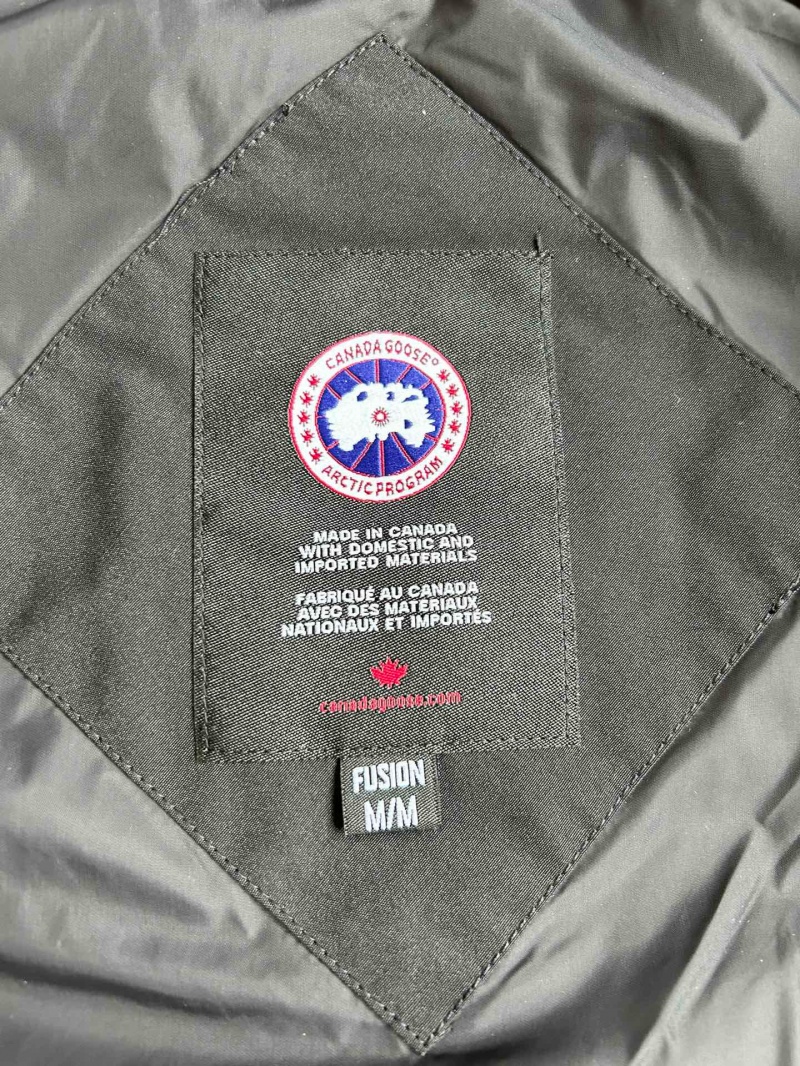 CANADA GOOSE®
ARCTIC PROGRAM
MADE IN CANADA
WITH DOMESTIC AND
IMPORTED MATERIALS
FABRIQUÉ AU CANADA
AVEC DES MATERIAUX
NATIONAUX ET IMPORTÉS
canadagoose.com
FUSION
M/M